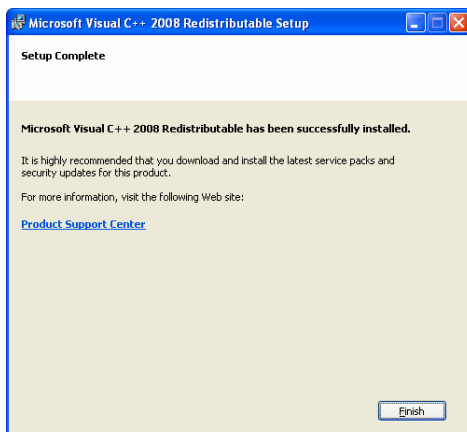 Microsoft Visual C++ 2008 Redistributable Setup
Setup Complete
Microsoft Visual C++ 2008 Redistributable has been successfully installed.
It is highly recommended that you download and install the latest service packs and
security updates for this product.
For more information, visit the following Web site:
Product Support Center
Finish